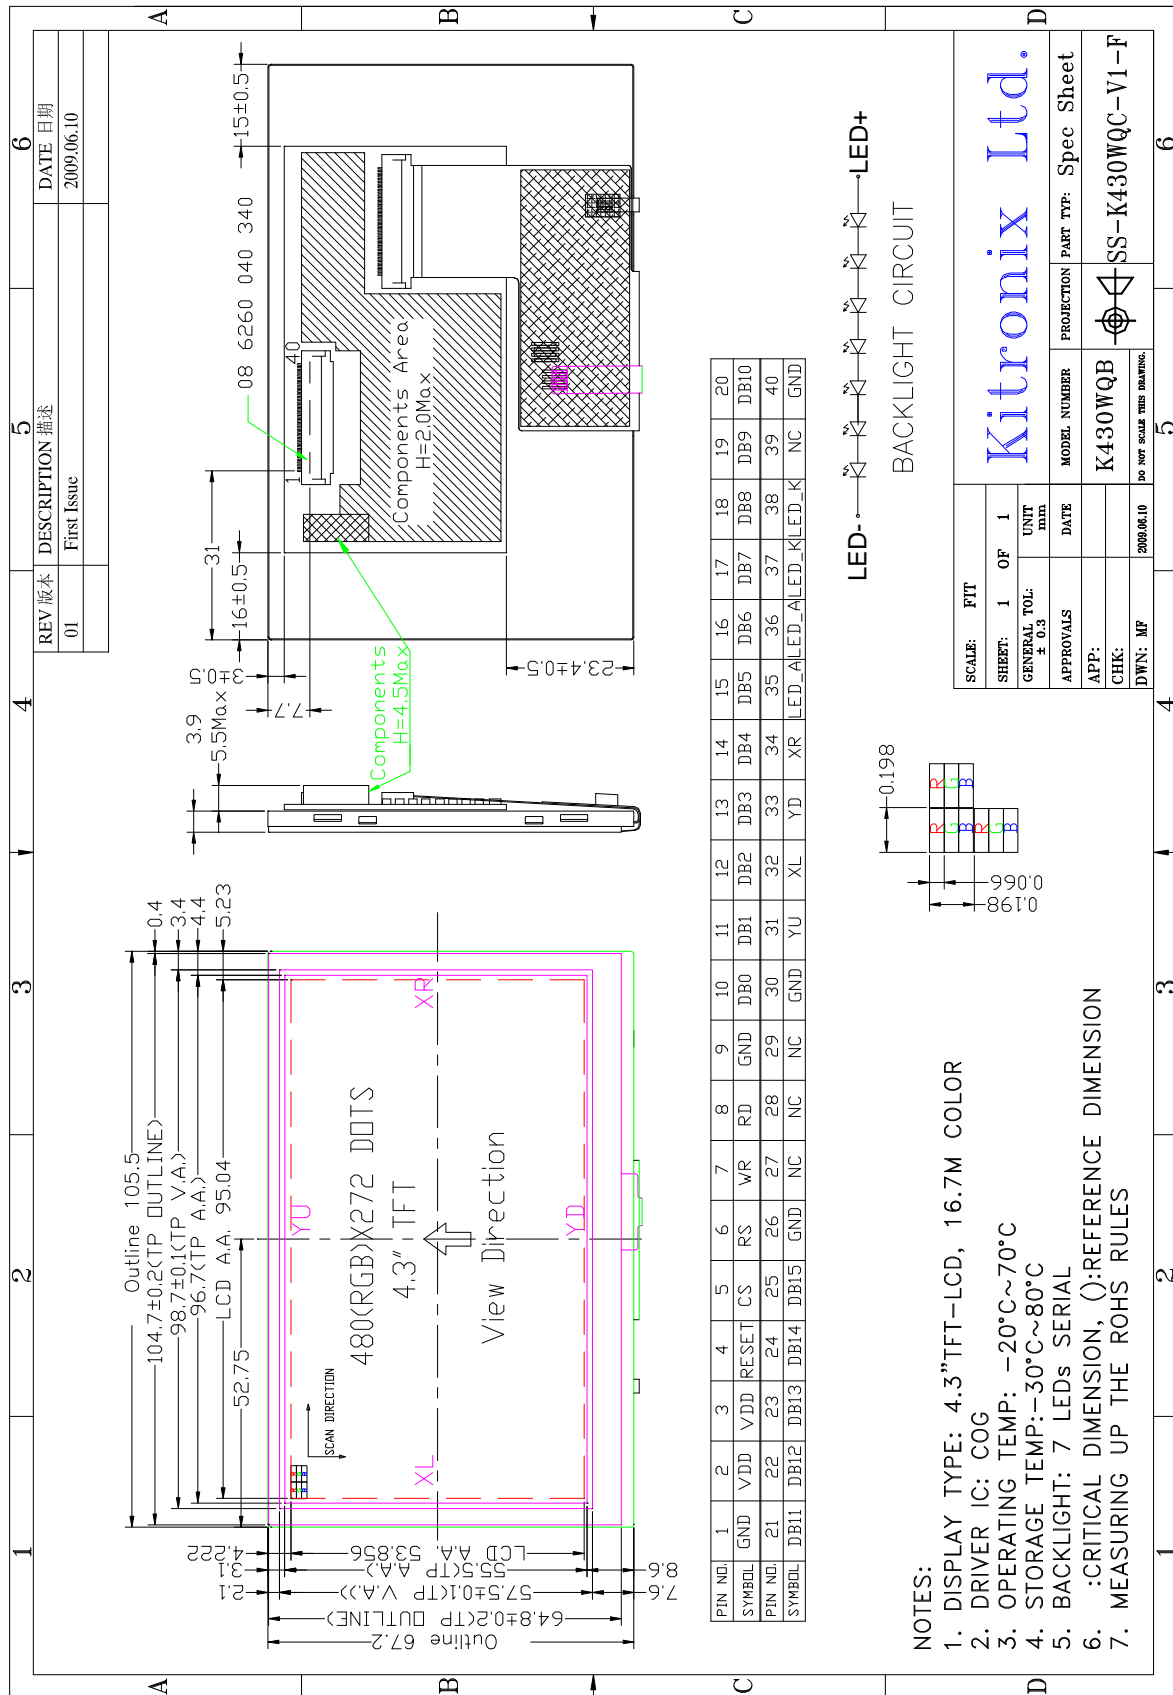 1 2 3 4 5 6
A
B
C
D
REV 版本 DESCRIPTION 描述 DATE 日期
01 First Issue 2009.06.10
Outline 105.5
104.7±0.2(TP OUTLINE)
98.7±0.1(TP V.A.)
96.7(TP A.A.)
LCD A.A. 95.04
52.75
0.4
3.4
4.4
5.23
Outline 67.2
64.8±0.2(TP OUTLINE)
57.5±0.1(TP V.A.)
55.5(TP A.A.)
LCD A.A. 53.856
2.1
3.1
4.222
7.6
8.6
SCAN DIRECTION
YU
XL
XR
YD
480(RGB)X272 DOTS
4.3” TFT
View Direction
3.9
5.5Max
Components
H=4.5Max
31
16±0.5
15±0.5
3±0.5
7.7
23.4±0.5
08 6260 040 340
1 40
Components Area
H=2.0Max
PIN NO. 1 2 3 4 5 6 7 8 9 10 11 12 13 14 15 16 17 18 19 20
SYMBOL GND VDD VDD RESET CS RS WR RD GND DB0 DB1 DB2 DB3 DB4 DB5 DB6 DB7 DB8 DB9 DB10
PIN NO. 21 22 23 24 25 26 27 28 29 30 31 32 33 34 35 36 37 38 39 40
SYMBOL DB11 DB12 DB13 DB14 DB15 GND NC NC NC GND YU XL YD XR LED_A LED_A LED_K LED_K NC GND
LED- LED+
BACKLIGHT CIRCUIT
0.198
0.066
0.198
R G B
R G B
R G B
NOTES:
1. DISPLAY TYPE: 4.3”TFT-LCD, 16.7M COLOR
2. DRIVER IC: COG
3. OPERATING TEMP: -20°C~70°C
4. STORAGE TEMP:-30°C~80°C
5. BACKLIGHT: 7 LEDs SERIAL
6. :CRITICAL DIMENSION, ():REFERENCE DIMENSION
7. MEASURING UP THE ROHS RULES
SCALE: FIT
SHEET: 1 OF 1
GENERAL TOL: ± 0.3
UNIT mm
APPROVALS DATE
APP:
CHK:
DWN: MF 2009.06.10
Kitronix Ltd.
MODEL NUMBER
K430WQB
PROJECTION
PART TYP: Spec Sheet
SS-K430WQC-V1-F
DO NOT SCALE THIS DRAWING.
1 2 3 4 5 6
A
B
C
D